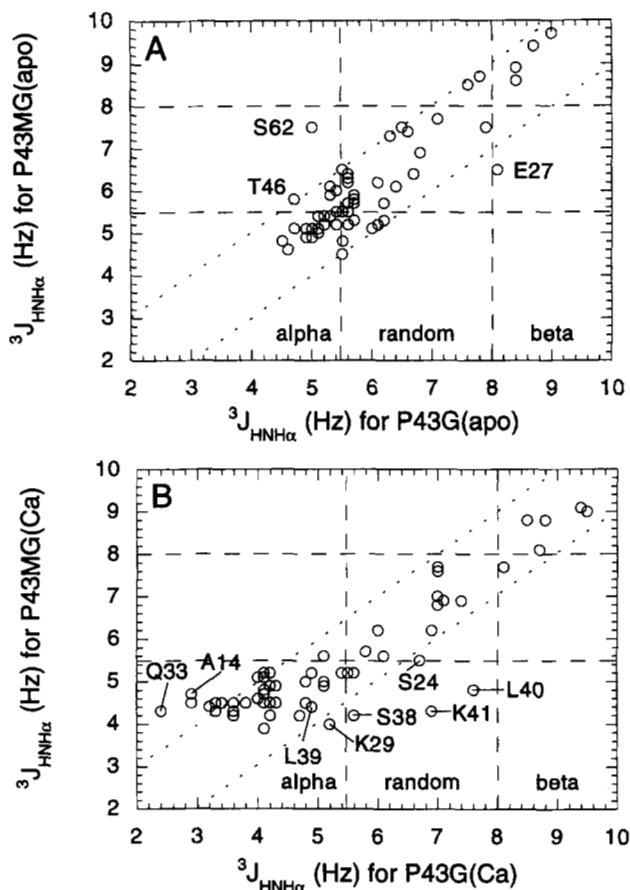 A
10
9
8
7
6
5
4
3
2
³J_HNHα (Hz) for P43MG(apo)
S62
T46
E27
alpha
random
beta
2 3 4 5 6 7 8 9 10
³J_HNHα (Hz) for P43G(apo)
B
10
9
8
7
6
5
4
3
2
³J_HNHα (Hz) for P43MG(Ca)
Q33
A14
S24
L40
S38
K41
L39
K29
alpha
random
beta
2 3 4 5 6 7 8 9 10
³J_HNHα (Hz) for P43G(Ca)